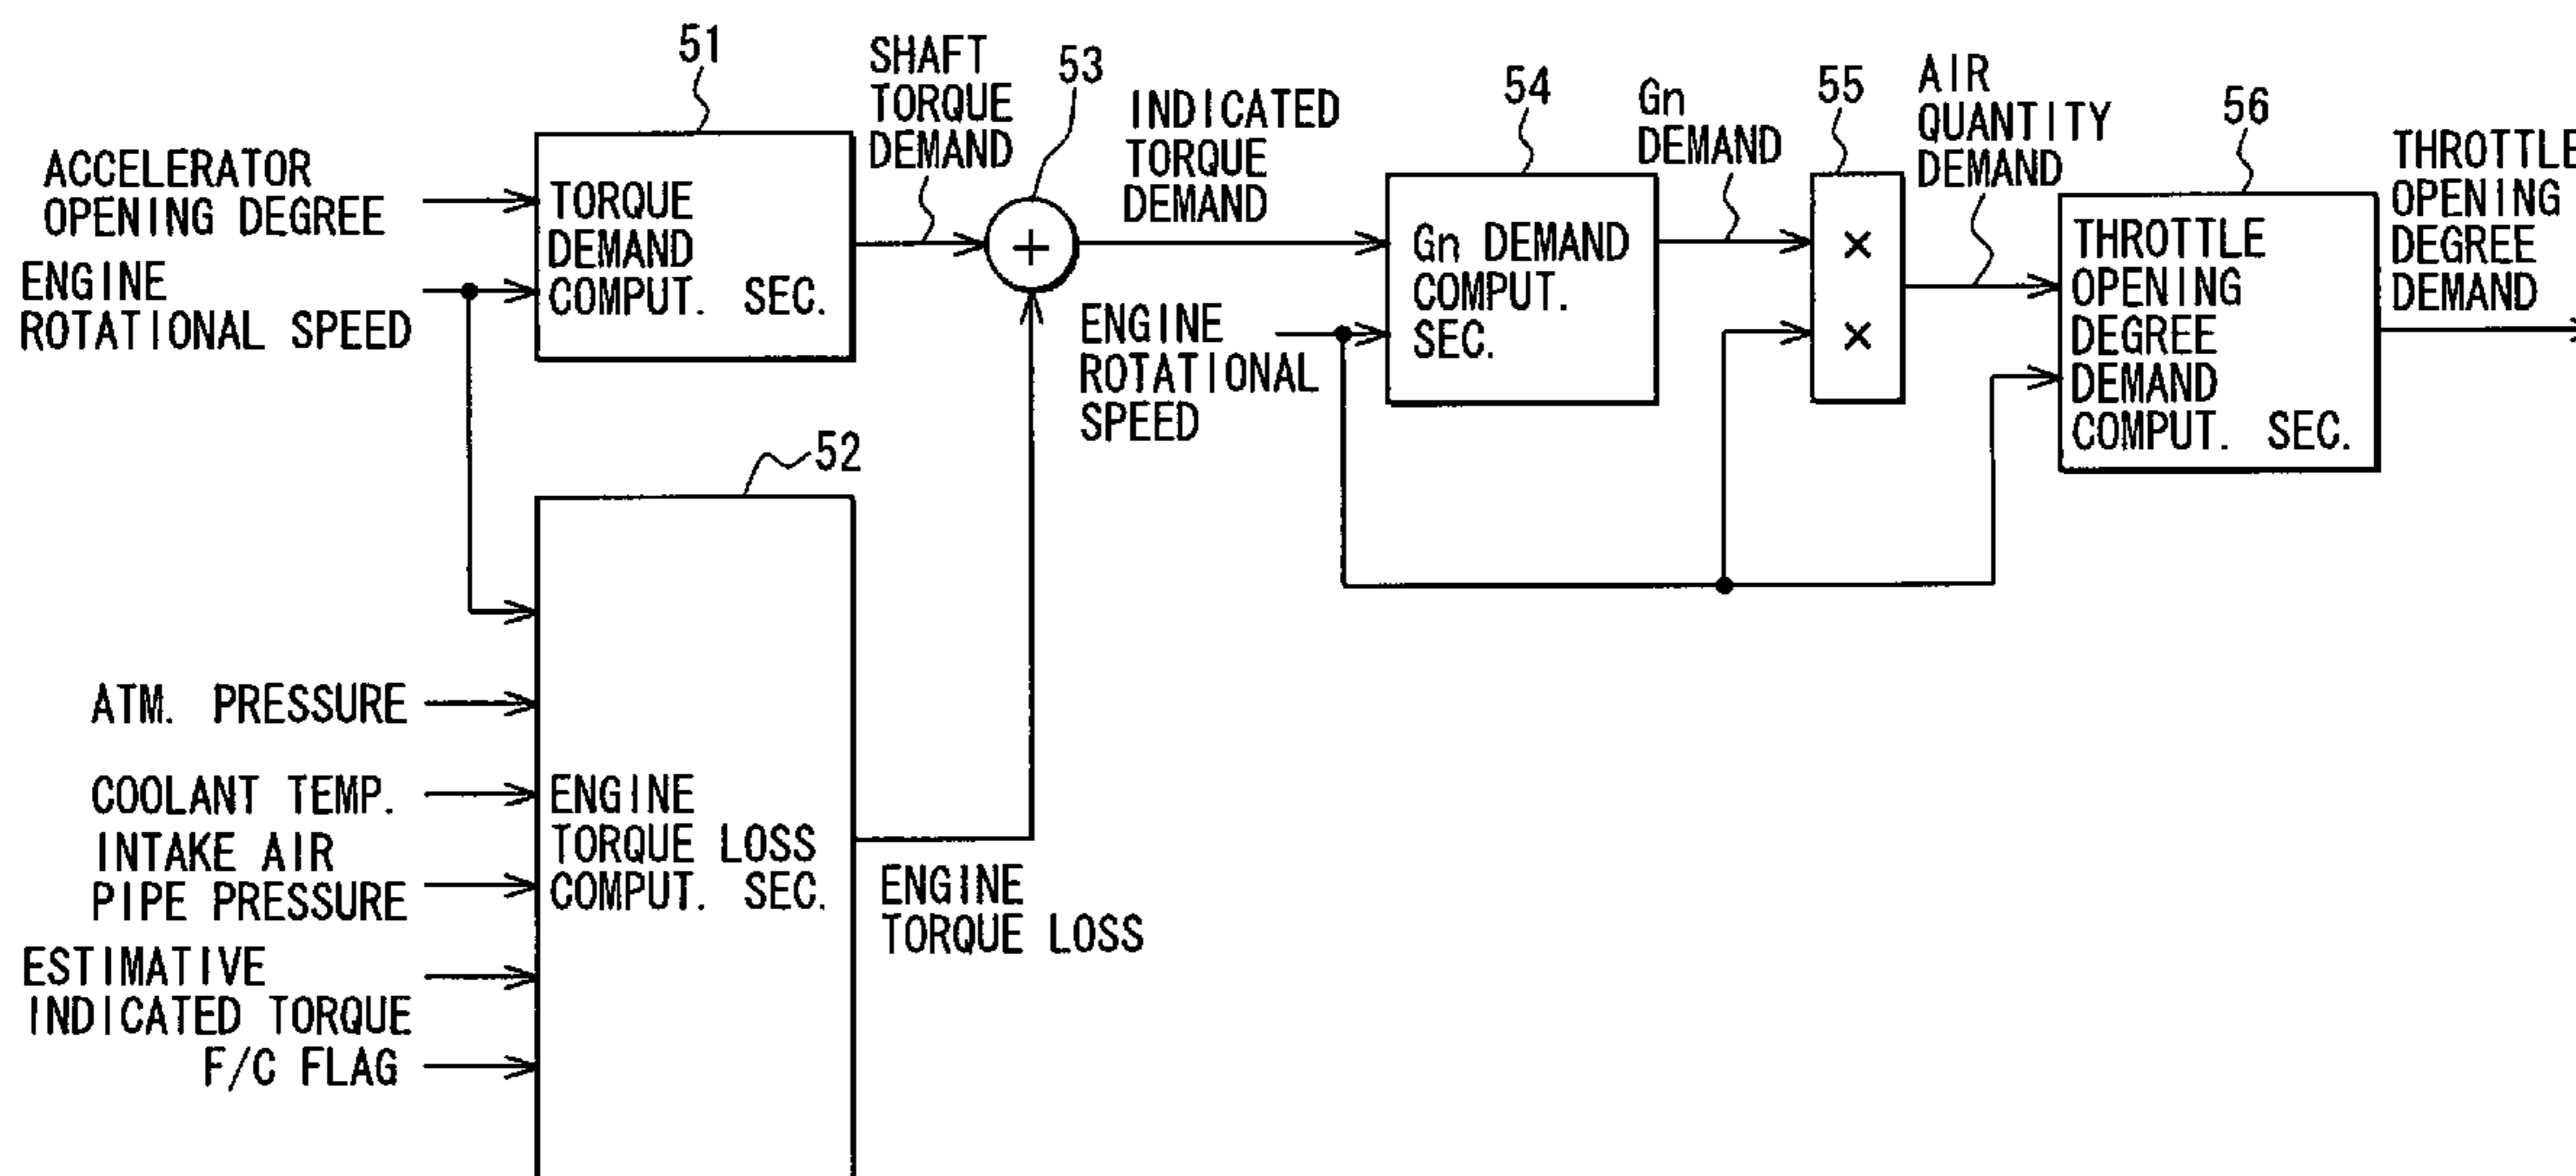 51
SHAFT
TORQUE
DEMAND
53
INDICATED
TORQUE
DEMAND
54
Gn
DEMAND
55
AIR
QUANTITY
DEMAND
56
THROTTLE
OPENING
DEGREE
DEMAND
ACCELERATOR
OPENING DEGREE
ENGINE
ROTATIONAL SPEED
TORQUE
DEMAND
COMPUT. SEC.
+
ENGINE
ROTATIONAL
SPEED
Gn DEMAND
COMPUT.
SEC.
×
×
THROTTLE
OPENING
DEGREE
DEMAND
COMPUT. SEC.
52
ATM. PRESSURE
COOLANT TEMP.
INTAKE AIR
PIPE PRESSURE
ESTIMATIVE
INDICATED TORQUE
F/C FLAG
ENGINE
TORQUE LOSS
COMPUT. SEC.
ENGINE
TORQUE LOSS